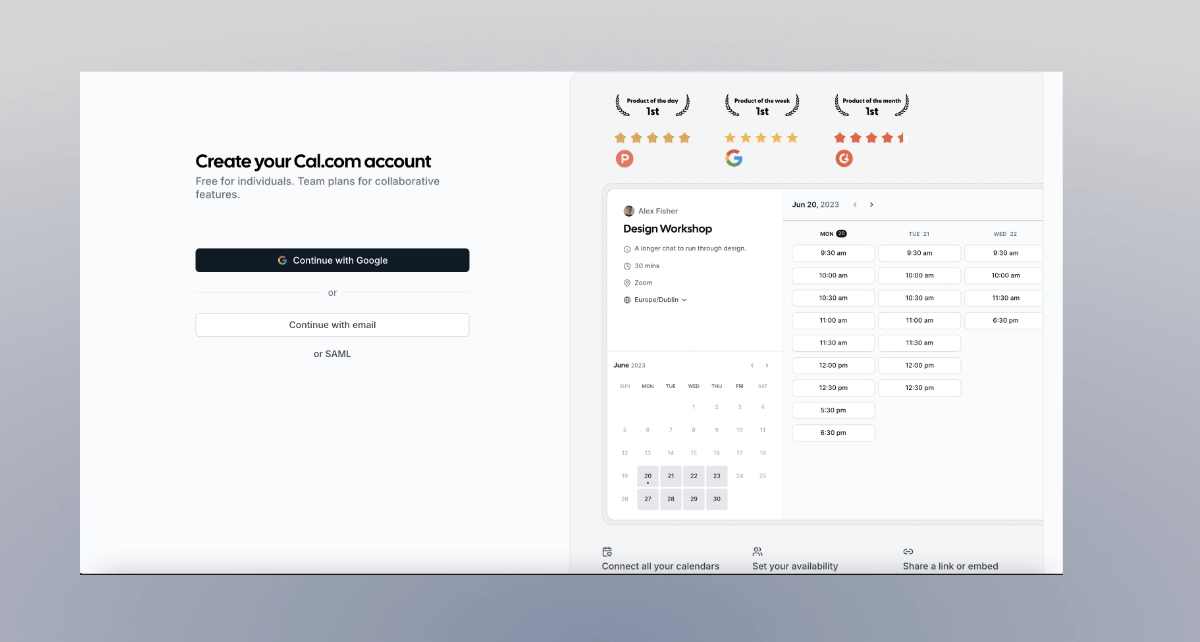 Create your Cal.com account
Free for individuals. Team plans for collaborative
features.
Continue with Google
or
Continue with email
or SAML
Product of the day
1st
Product of the week
1st
Product of the month
1st
Alex Fisher
Design Workshop
A longer chat to run through design.
30 mins
Zoom
Europe/Dublin
June 2023
SUN MON TUE WED THU FRI SAT
1 2 3 4
5 6 7 8 9 10 11
12 13 14 15 16 17 18
19 20 21 22 23 24 25
26 27 28 29 30
Jun 20, 2023
MON 20 TUE 21 WED 22
9:30 am 9:30 am 9:30 am
10:00 am 10:00 am 10:00 am
10:30 am 10:30 am 11:30 am
11:00 am 11:00 am 6:30 pm
11:30 am 11:30 am
12:00 pm 12:00 pm
12:30 pm 12:30 pm
5:30 pm
6:30 pm
Connect all your calendars Set your availability Share a link or embed